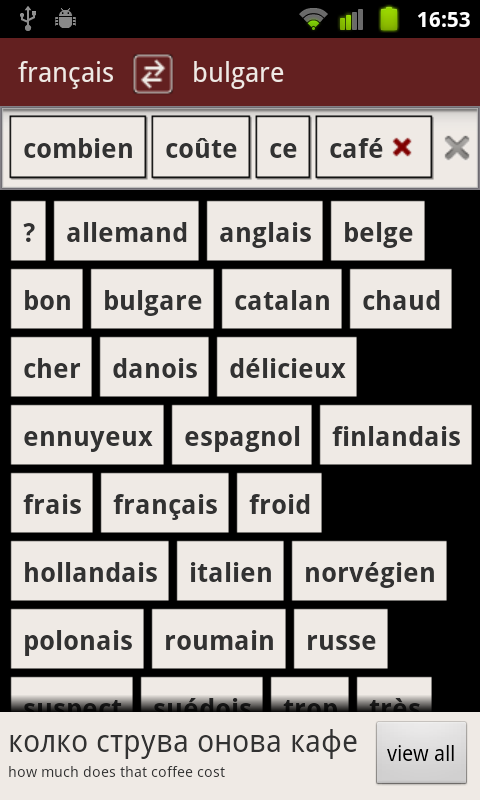 16:53
français bulgare
combien coûte ce café
? allemand anglais belge
bon bulgare catalan chaud
cher danois délicieux
ennuyeux espagnol finlandais
frais français froid
hollandais italien norvégien
polonais roumain russe
suspect suédois trop très
колко струва онова кафе
how much does that coffee cost
view all